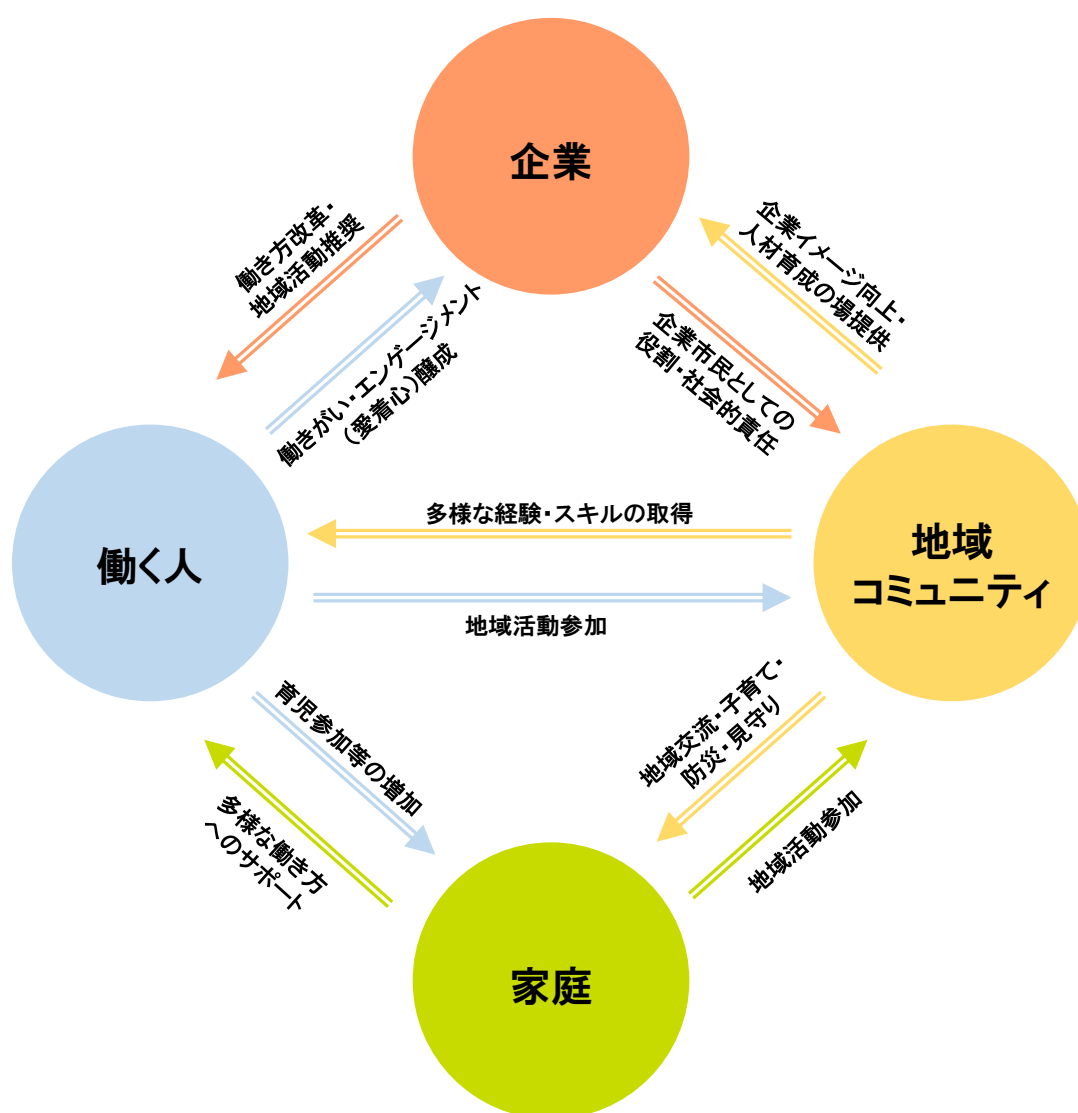 企業
働き方改革・
地域活動推奨
働きがい・エンゲージメント
（愛着心）醸成
企業イメージ向上・
人材育成の場提供
企業市民としての
役割・社会的責任
働く人
多様な経験・スキルの取得
地域活動参加
地域
コミュニティ
育児参加等の増加
多様な働き方
へのサポート
地域交流・子育て・
防災・見守り
地域活動参加
家庭